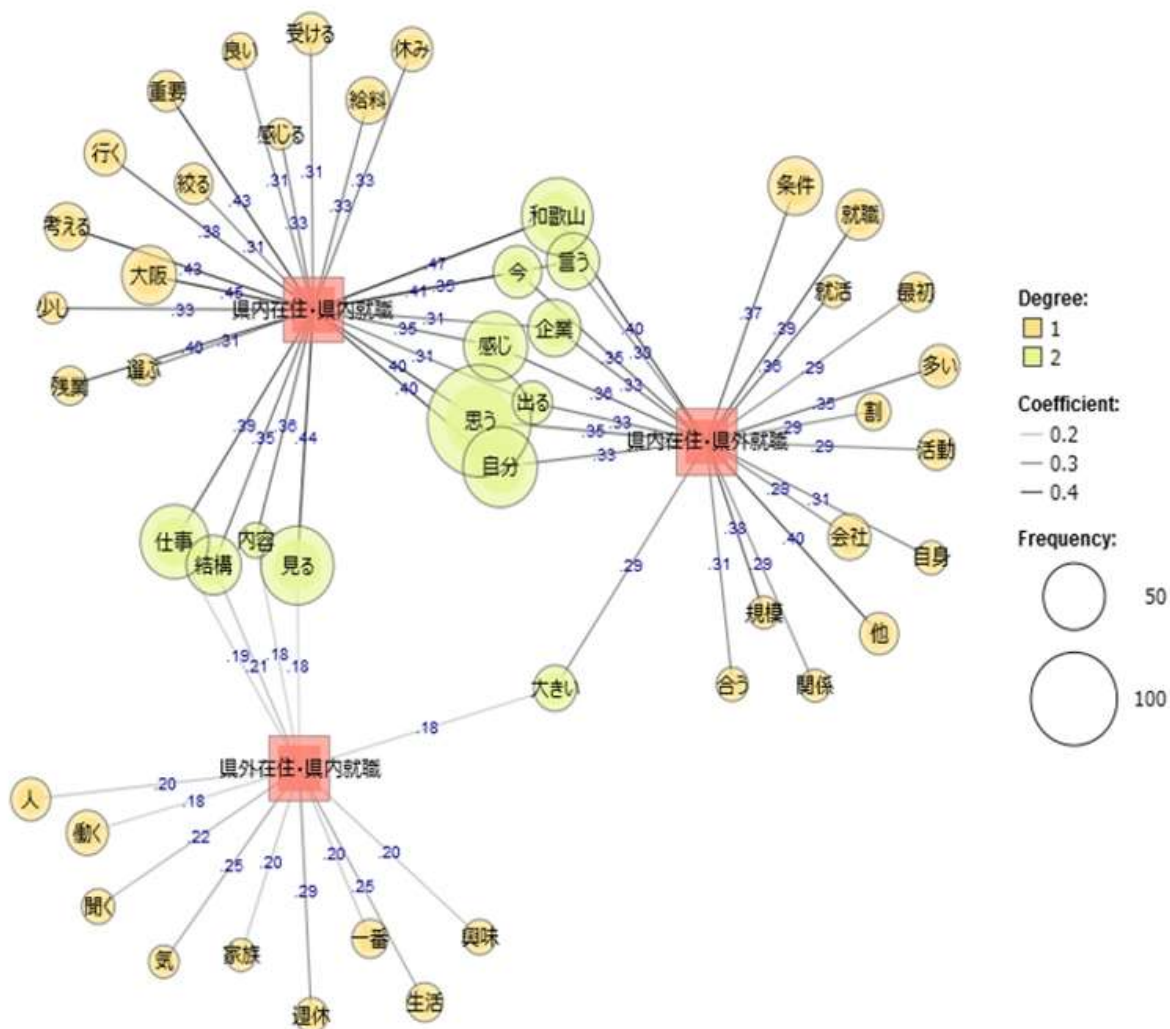 受ける
良い
休み
重要
給料
感じる
行く
絞る
考える
大阪
少し
残業
選ぶ
県内在住・県内就職
.31
.31
.43
.33
.33
.33
.38
.31
.43
.45
.33
.40
.31
和歌山
今
言う
企業
感じ
出る
思う
自分
.47
.41
.35
.31
.35
.31
.40
.40
.40
.30
.35
.33
.36
.33
.35
.33
条件
就職
就活
最初
多い
割
活動
会社
自身
他
規模
合う
関係
県内在住・県外就職
.37
.39
.36
.29
.35
.29
.29
.29
.31
.40
.33
.29
.31
.29
.39
.35
.36
.44
仕事
結構
内容
見る
.19
.21
.18
.18
大きい
.18
県外在住・県内就職
人
働く
聞く
気
家族
週休
一番
生活
興味
.20
.18
.22
.25
.20
.29
.20
.25
.20
Degree:
1
2
Coefficient:
0.2
0.3
0.4
Frequency:
50
100